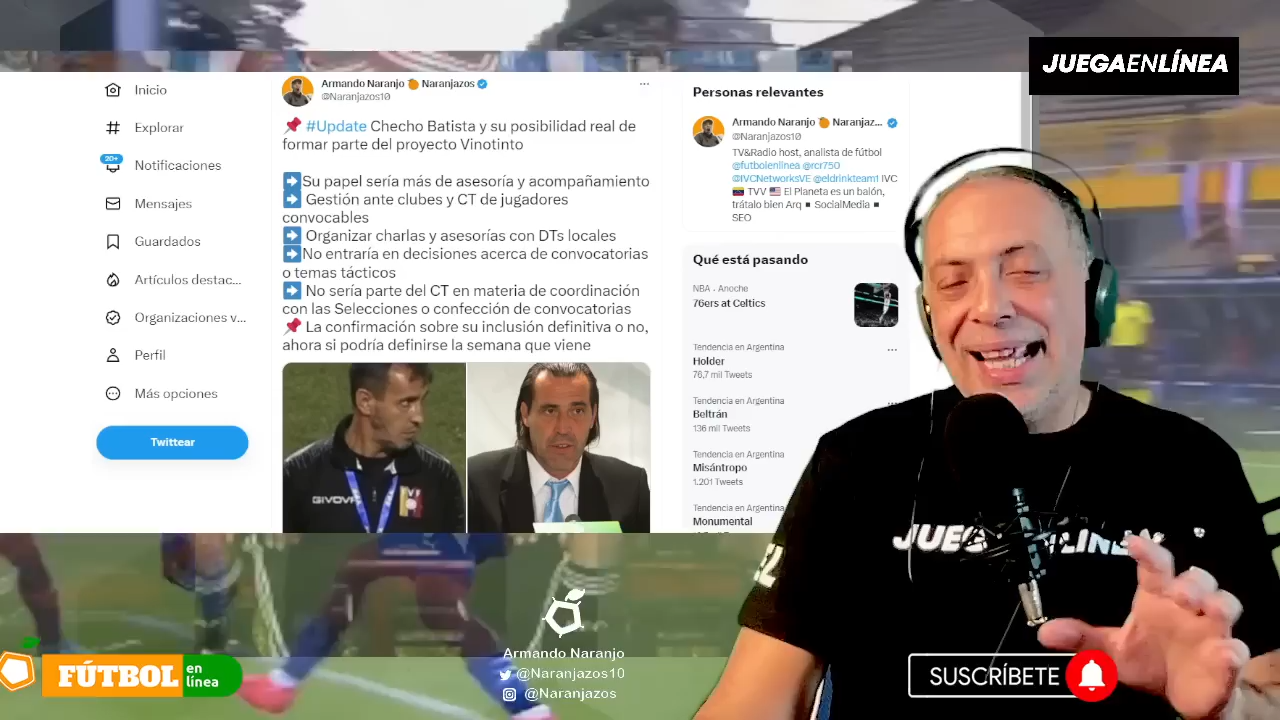 JUEGAENLÍNEA
Inicio
Explorar
20+
Notificaciones
Mensajes
Guardados
Artículos destac...
Organizaciones v...
Perfil
Más opciones
Twittear
Armando Naranjo 🍊 Naranjazos
@Naranjazos10
📌 #Update Checho Batista y su posibilidad real de
formar parte del proyecto Vinotinto
➡️Su papel sería más de asesoría y acompañamiento
➡️ Gestión ante clubes y CT de jugadores
convocables
➡️ Organizar charlas y asesorías con DTs locales
➡️No entraría en decisiones acerca de convocatorias
o temas tácticos
➡️ No sería parte del CT en materia de coordinación
con las Selecciones o confección de convocatorias
📌 La confirmación sobre su inclusión definitiva o no,
ahora si podría definirse la semana que viene
GIVOVA
Personas relevantes
Armando Naranjo 🍊 Naranjaz...
@Naranjazos10
TV&Radio host, analista de fútbol
@futbolenlinea @rcr750
@IVCNetworksVE @eldrinkteam1 IVC
🇻🇪 TVV 🇺🇸 El Planeta es un balón,
trátalo bien Arq ▪ SocialMedia ▪
SEO
Qué está pasando
NBA · Anoche
76ers at Celtics
Tendencia en Argentina
Holder
76,7 mil Tweets
Tendencia en Argentina
Beltrán
136 mil Tweets
Tendencia en Argentina
Misántropo
1.201 Tweets
Tendencia en Argentina
Monumental
FÚTBOL en
línea
Armando Naranjo
@Naranjazos10
@Naranjazos
SUSCRÍBETE